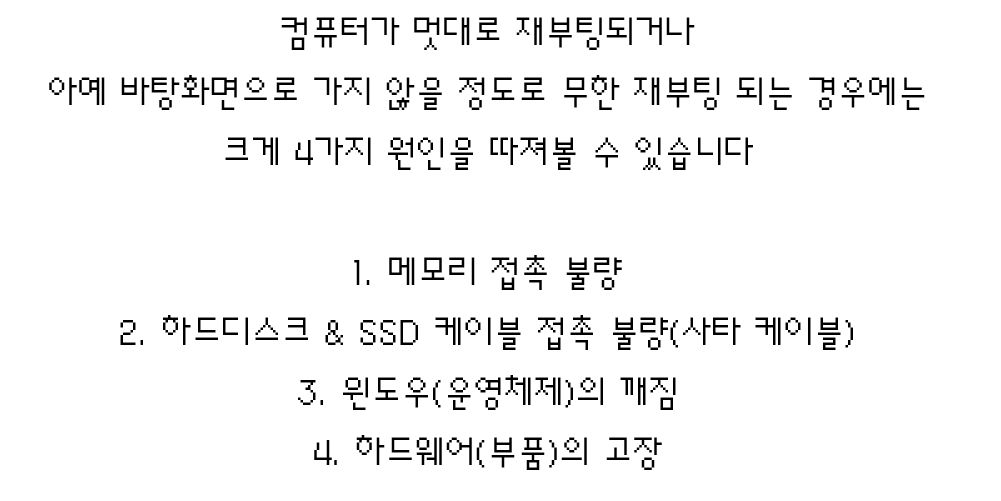 컴퓨터가 멋대로 재부팅되거나
아예 바탕화면으로 가지 않을 정도로 무한 재부팅 되는 경우에는
크게 4가지 원인을 따져볼 수 있습니다
1. 메모리 접촉 불량
2. 하드디스크 & SSD 케이블 접촉 불량(사타 케이블)
3. 윈도우(운영체제)의 깨짐
4. 하드웨어(부품)의 고장